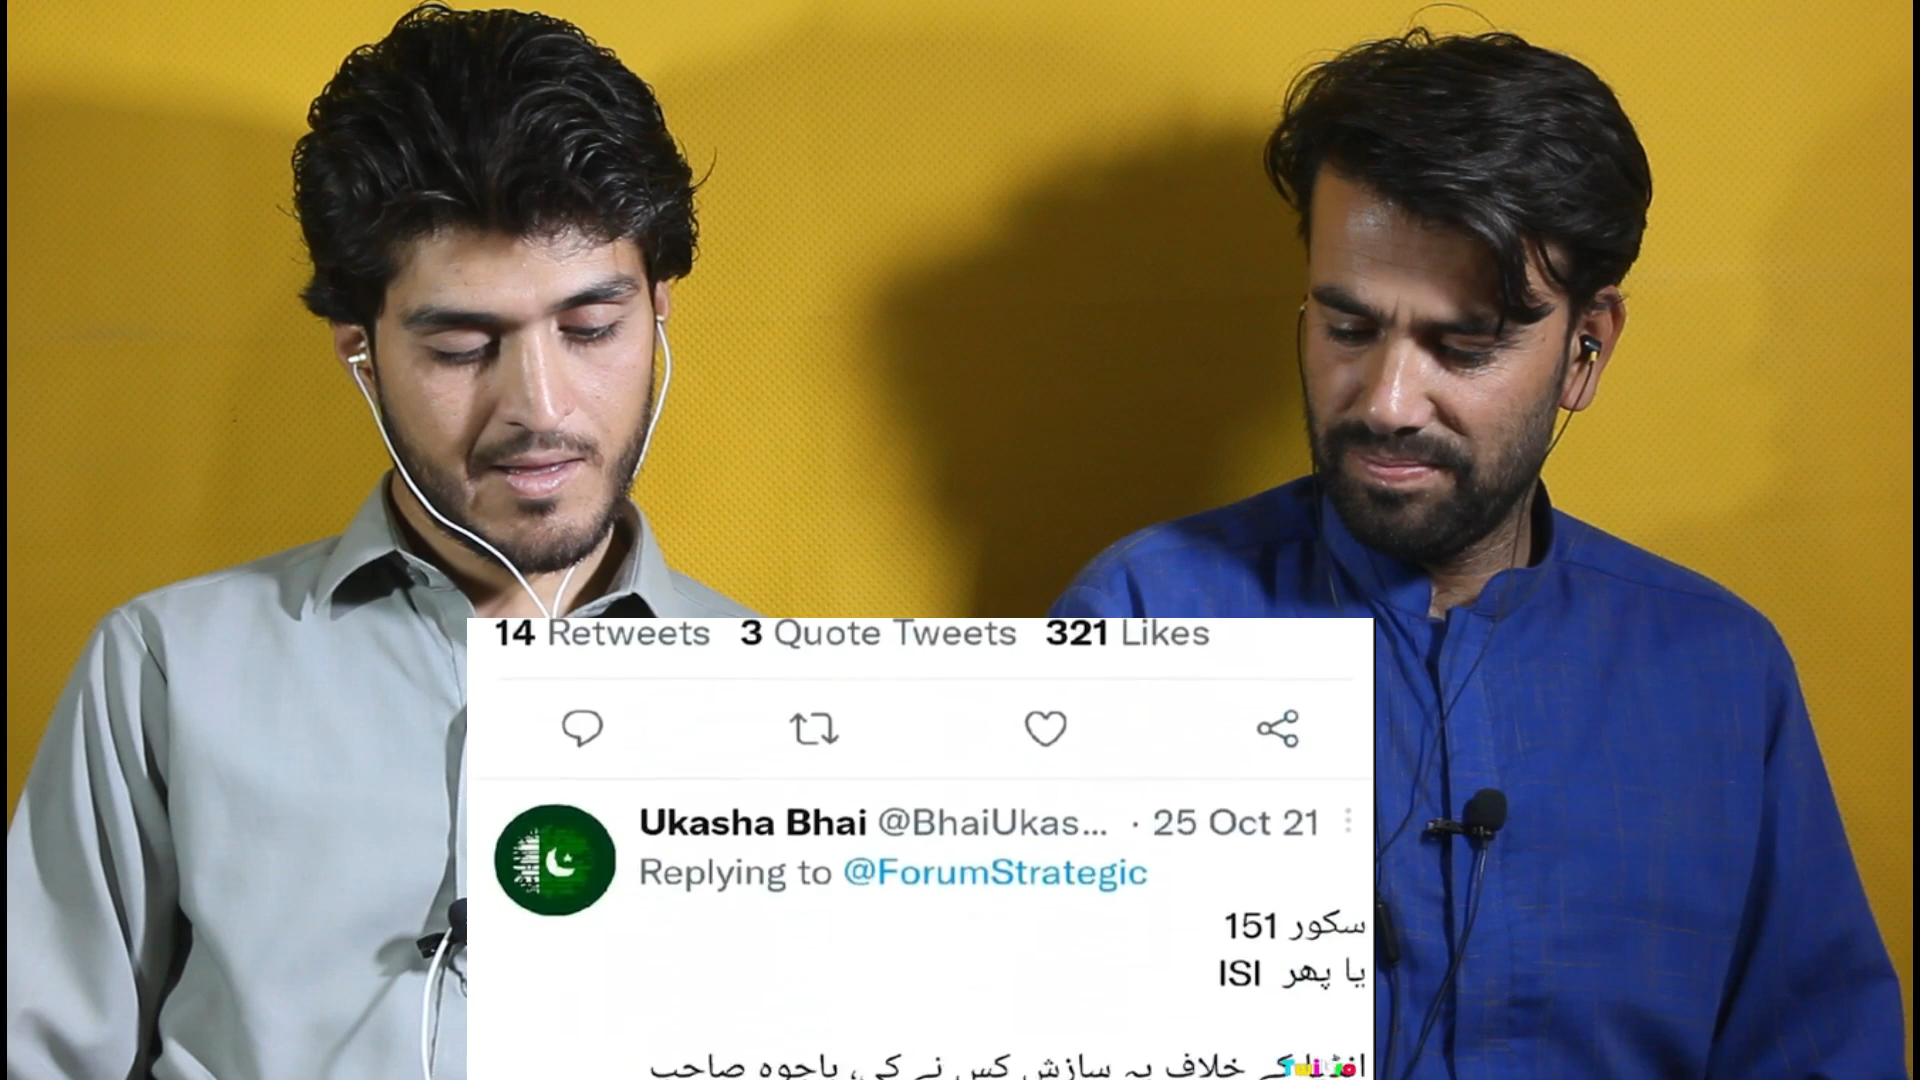 14 Retweets 3 Quote Tweets 321 Likes
Ukasha Bhai @BhaiUkas... · 25 Oct 21
Replying to @ForumStrategic
سکور 151
یا پھر ISI
انڈیا کے خلاف یہ سازش کس نے کی، باجوہ صاحب